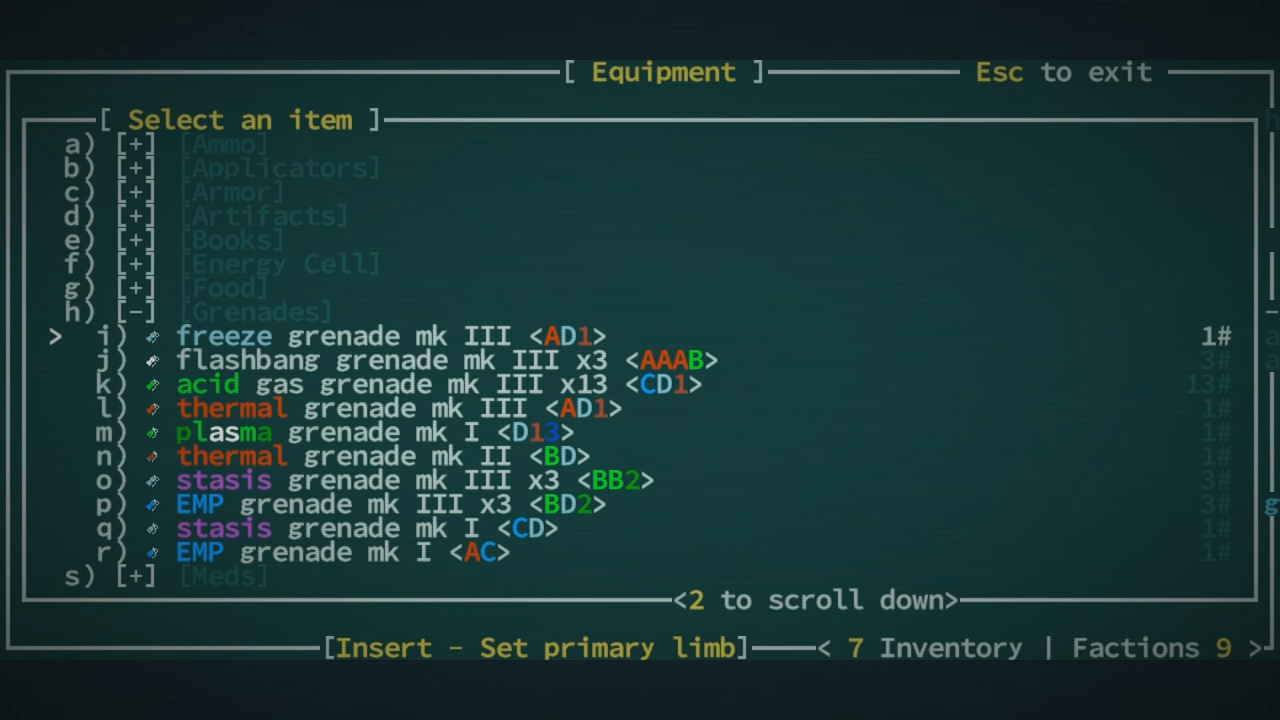 [ Equipment ] Esc to exit
[ Select an item ]
a) [+] [Ammo]
b) [+] [Applicators]
c) [+] [Armor]
d) [+] [Artifacts]
e) [+] [Books]
f) [+] [Energy Cell]
g) [+] [Food]
h) [-] [Grenades]
> i) freeze grenade mk III <AD1> 1#
j) flashbang grenade mk III x3 <AAAB> 3#
k) acid gas grenade mk III x13 <CD1> 13#
l) thermal grenade mk III <AD1> 1#
m) plasma grenade mk I <D13> 1#
n) thermal grenade mk II <BD> 1#
o) stasis grenade mk III x3 <BB2> 3#
p) EMP grenade mk III x3 <BD2> 3#
q) stasis grenade mk I <CD> 1#
r) EMP grenade mk I <AC> 1#
s) [+] [Meds]
<2 to scroll down>
[Insert - Set primary limb] < 7 Inventory | Factions 9 >